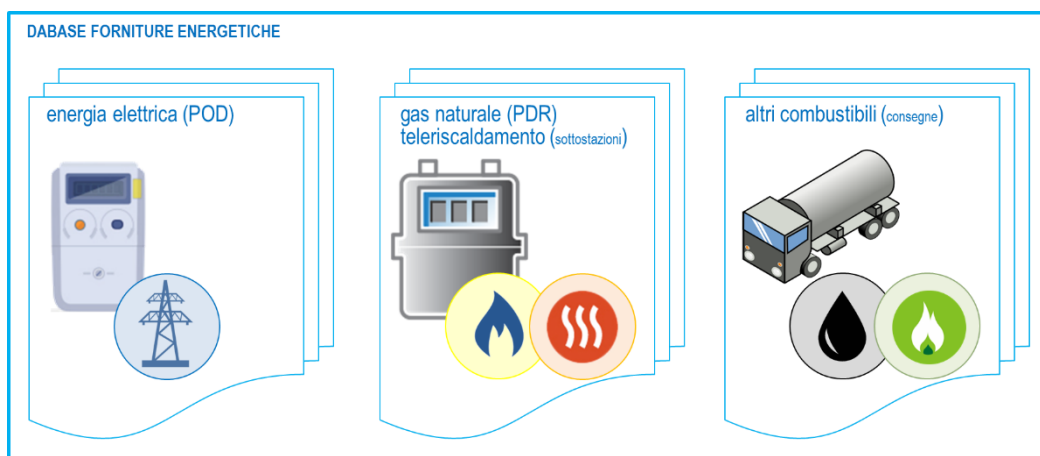 DABASE FORNITURE ENERGETICHE
energia elettrica (POD)
gas naturale (PDR)
teleriscaldamento (sottostazioni)
altri combustibili (consegne)